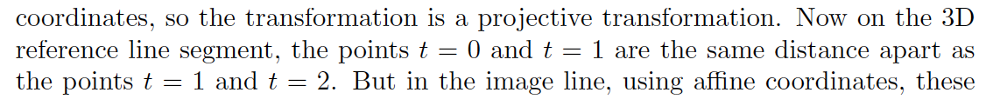 coordinates, so the transformation is a projective transformation. Now on the 3D
reference line segment, the points t = 0 and t = 1 are the same distance apart as
the points t = 1 and t = 2. But in the image line, using affine coordinates, these